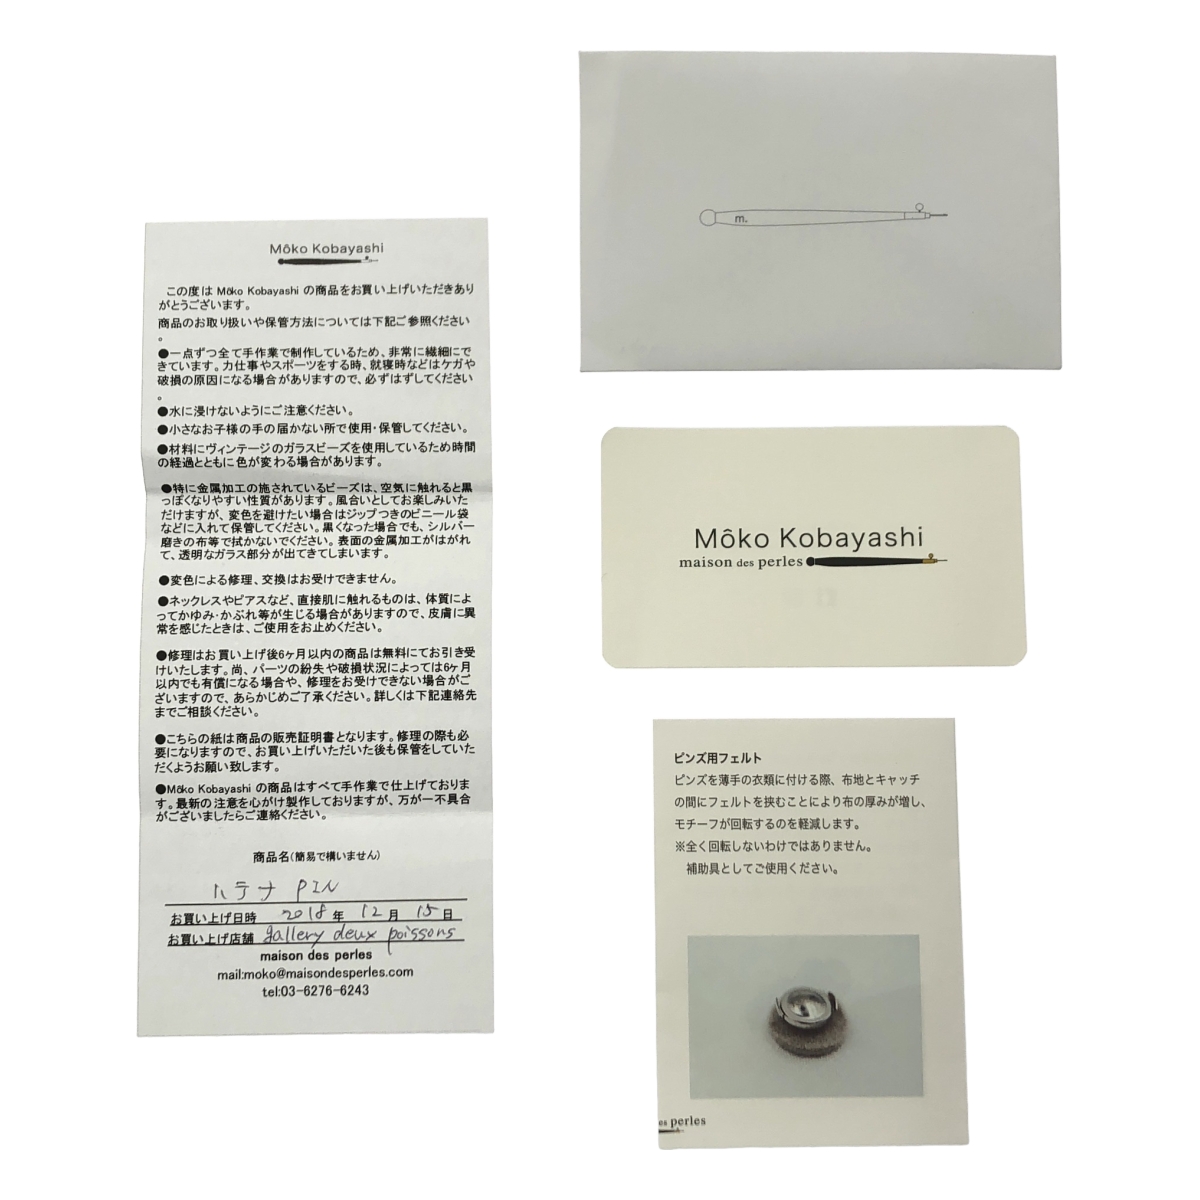 Môko Kobayashi
この度は Môko Kobayashi の商品をお買い上げいただきあり
がとうございます。
商品のお取り扱いや保管方法については下記ご参照ください
。
●一点ずつ全て手作業で制作しているため、非常に繊細にで
きています。力仕事やスポーツをする時、就寝時などはケガや
破損の原因になる場合がありますので、必ずはずしてください
。
●水に浸けないようにご注意ください。
●小さなお子様の手の届かない所で使用・保管してください。
●材料にヴィンテージのガラスビーズを使用しているため時間
の経過とともに色が変わる場合があります。
●特に金属加工の施されているビーズは、空気に触れると黒
っぽくなりやすい性質があります。風合いとしてお楽しみいた
だけますが、変色を避けたい場合はジップつきのビニール袋
などに入れて保管してください。黒くなった場合でも、シルバー
磨きの布等で拭かないでください。表面の金属加工がはがれ
て、透明なガラス部分が出てきてしまいます。
●変色による修理、交換はお受けできません。
●ネックレスやピアスなど、直接肌に触れるものは、体質によ
ってかゆみ・かぶれ等が生じる場合がありますので、皮膚に異
常を感じたときは、ご使用をお止めください。
●修理はお買い上げ後6ヶ月以内の商品は無料にてお引き受
けいたします。尚、パーツの紛失や破損状況によっては6ヶ月
以内でも有償になる場合や、修理をお受けできない場合がご
ざいますので、あらかじめご了承ください。詳しくは下記連絡先
までご相談ください。
●こちらの紙は商品の販売証明書となります。修理の際も必
要になりますので、お買い上げいただいた後も保管をしていた
だくようお願い致します。
●Môko Kobayashi の商品はすべて手作業で仕上げておりま
す。最新の注意を心がけ製作しておりますが、万が一不具合
がございましたらご連絡ください。
商品名(簡易で構いません)
ハテナ PIN
お買い上げ日時 2018 年 12 月 15 日
お買い上げ店舗 gallery deux poissons
maison des perles
mail:moko@maisondesperles.com
tel:03-6276-6243
m.
Môko Kobayashi
maison des perles
ピンズ用フェルト
ピンズを薄手の衣類に付ける際、布地とキャッチ
の間にフェルトを挟むことにより布の厚みが増し、
モチーフが回転するのを軽減します。
※全く回転しないわけではありません。
補助具としてご使用ください。
es perles